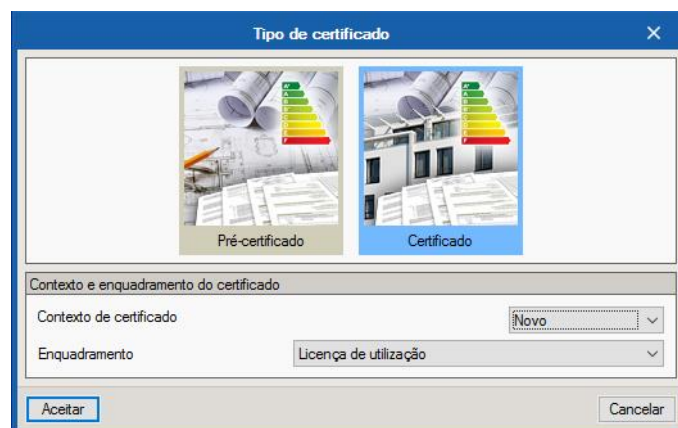 Tipo de certificado
Pré-certificado
Certificado
Contexto e enquadramento do certificado
Contexto de certificado
Novo
Enquadramento
Licença de utilização
Aceitar
Cancelar